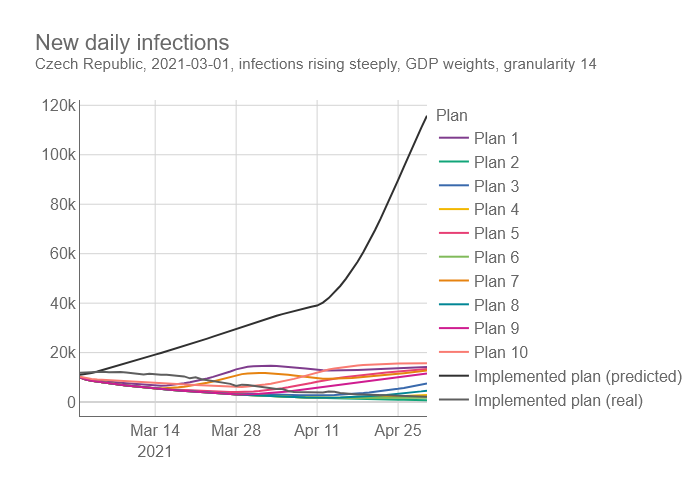 New daily infections
Czech Republic, 2021-03-01, infections rising steeply, GDP weights, granularity 14
120k
100k
80k
60k
40k
20k
0
Mar 14
2021
Mar 28
Apr 11
Apr 25
Plan
Plan 1
Plan 2
Plan 3
Plan 4
Plan 5
Plan 6
Plan 7
Plan 8
Plan 9
Plan 10
Implemented plan (predicted)
Implemented plan (real)